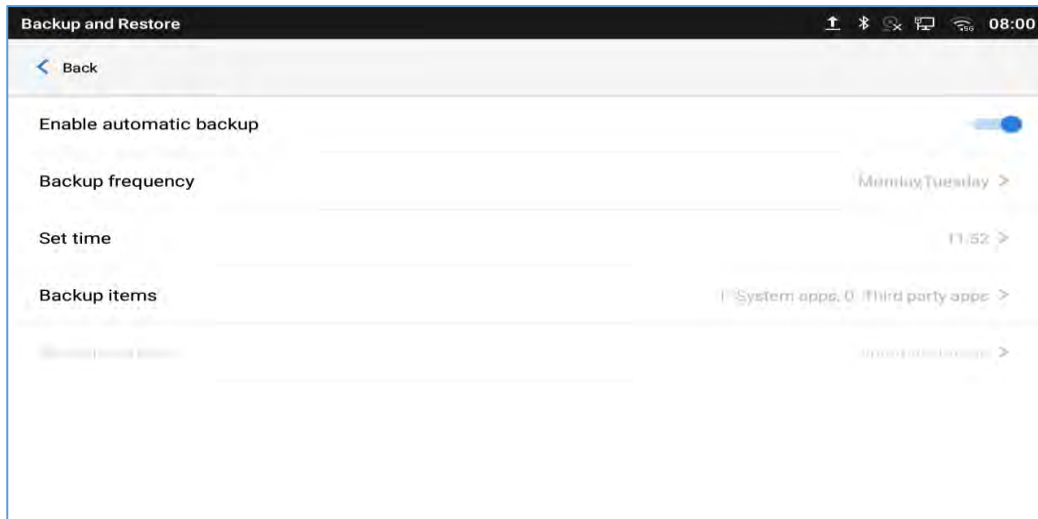 Backup and Restore 08:00
Back
Enable automatic backup
Backup frequency Monday,Tuesday >
Set time 11:52 >
Backup items 1 System apps, 0 Third party apps >